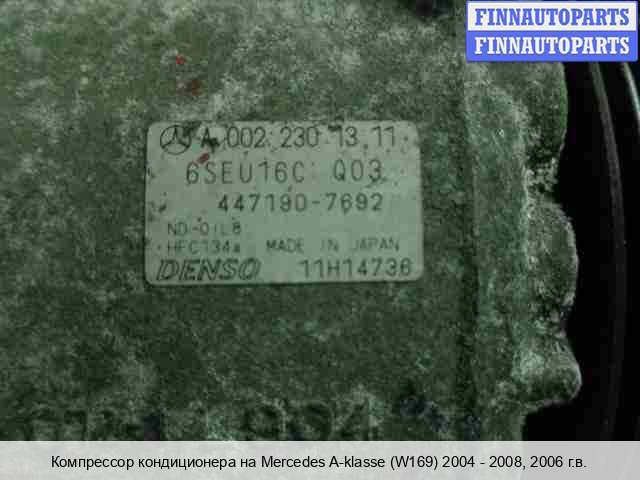 FINNAUTOPARTS
FINNAUTOPARTS
A 002 230 13 11
6SEU16C Q03
447190-7692
ND-OIL8
HFC134a MADE IN JAPAN
DENSO 11H14736
Компрессор кондиционера на Mercedes A-klasse (W169) 2004 - 2008, 2006 г.в.